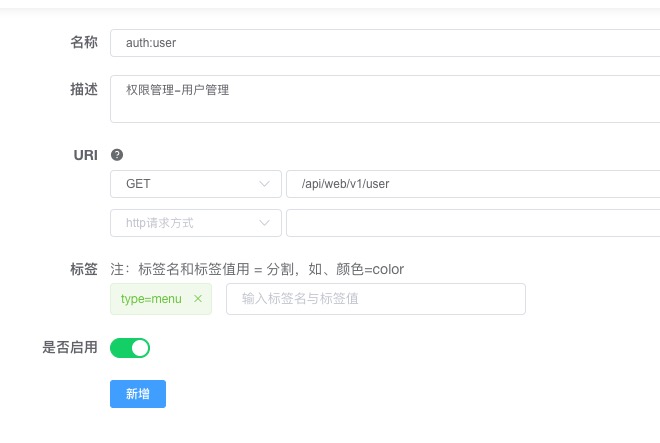 名称 auth:user
描述 权限管理-用户管理
URI ?
GET /api/web/v1/user
http请求方式
标签 注：标签名和标签值用 = 分割，如、颜色=color
type=menu × 输入标签名与标签值
是否启用
新增